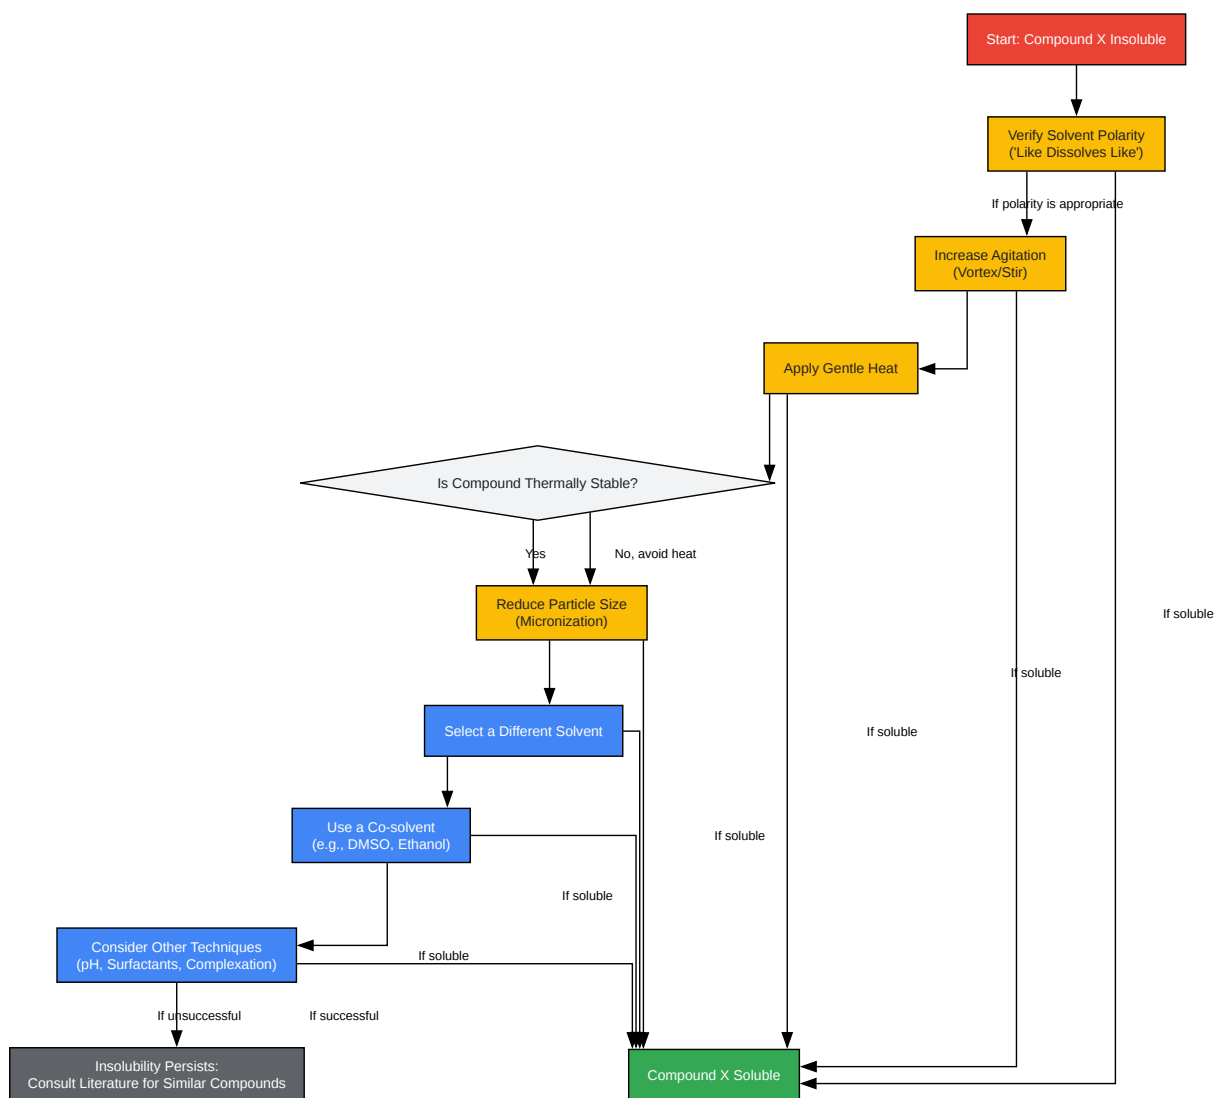 Start: Compound X Insoluble
Verify Solvent Polarity
('Like Dissolves Like')
If polarity is appropriate
Increase Agitation
(Vortex/Stir)
Apply Gentle Heat
Is Compound Thermally Stable?
Yes
No, avoid heat
Reduce Particle Size
(Micronization)
If soluble
If soluble
Select a Different Solvent
If soluble
Use a Co-solvent
(e.g., DMSO, Ethanol)
If soluble
If soluble
Consider Other Techniques
(pH, Surfactants, Complexation)
If soluble
If unsuccessful
If successful
Insolubility Persists:
Consult Literature for Similar Compounds
Compound X Soluble